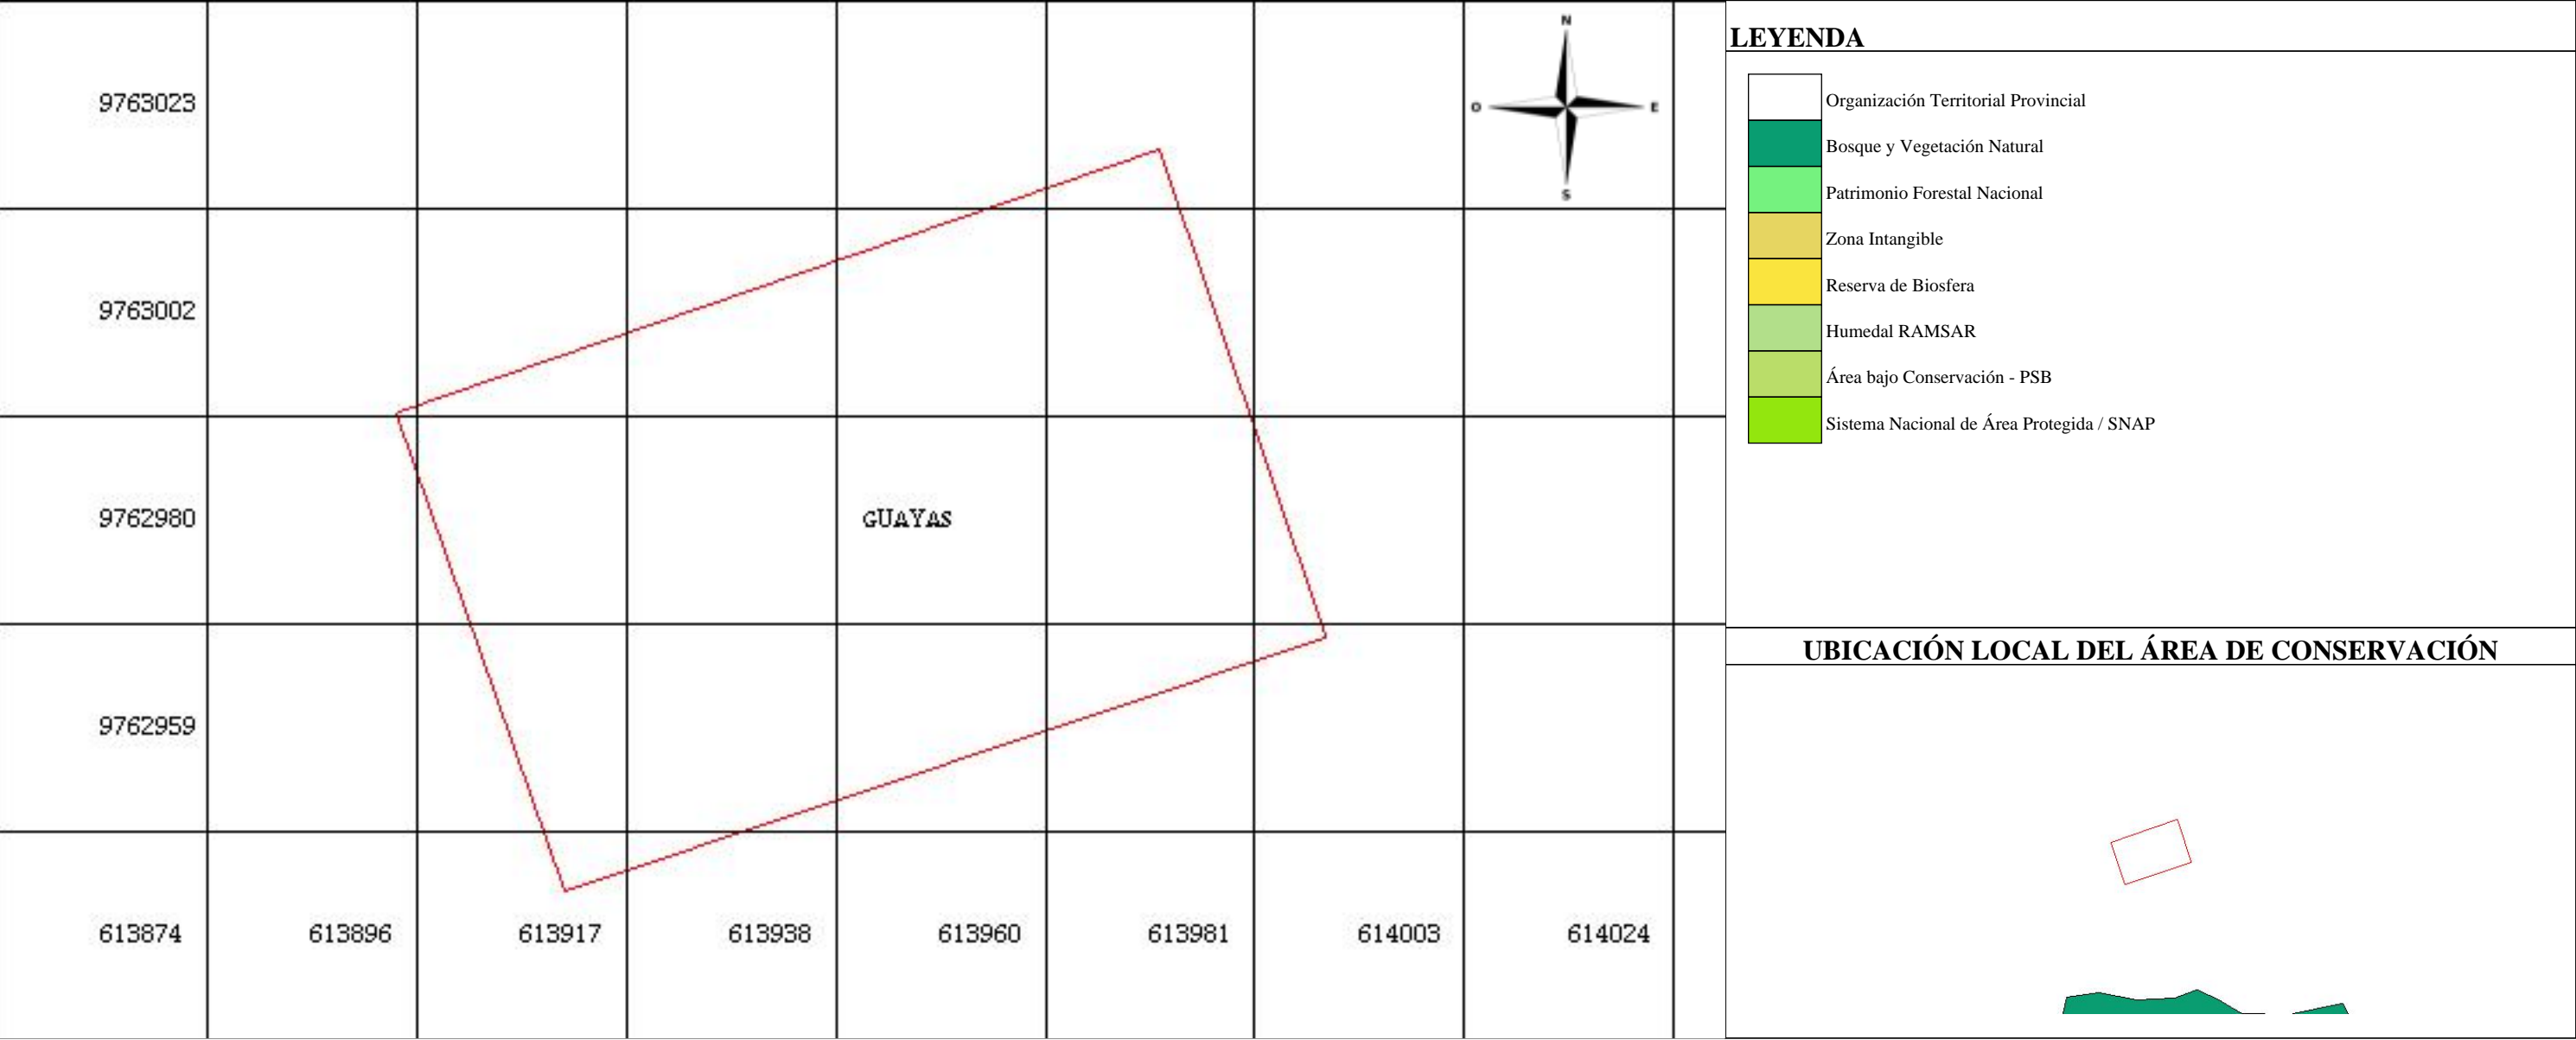 N
O
E
S
9763023
9763002
9762980
GUAYAS
9762959
613874
613896
613917
613938
613960
613981
614003
614024
LEYENDA
Organización Territorial Provincial
Bosque y Vegetación Natural
Patrimonio Forestal Nacional
Zona Intangible
Reserva de Biosfera
Humedal RAMSAR
Área bajo Conservación - PSB
Sistema Nacional de Área Protegida / SNAP
UBICACIÓN LOCAL DEL ÁREA DE CONSERVACIÓN